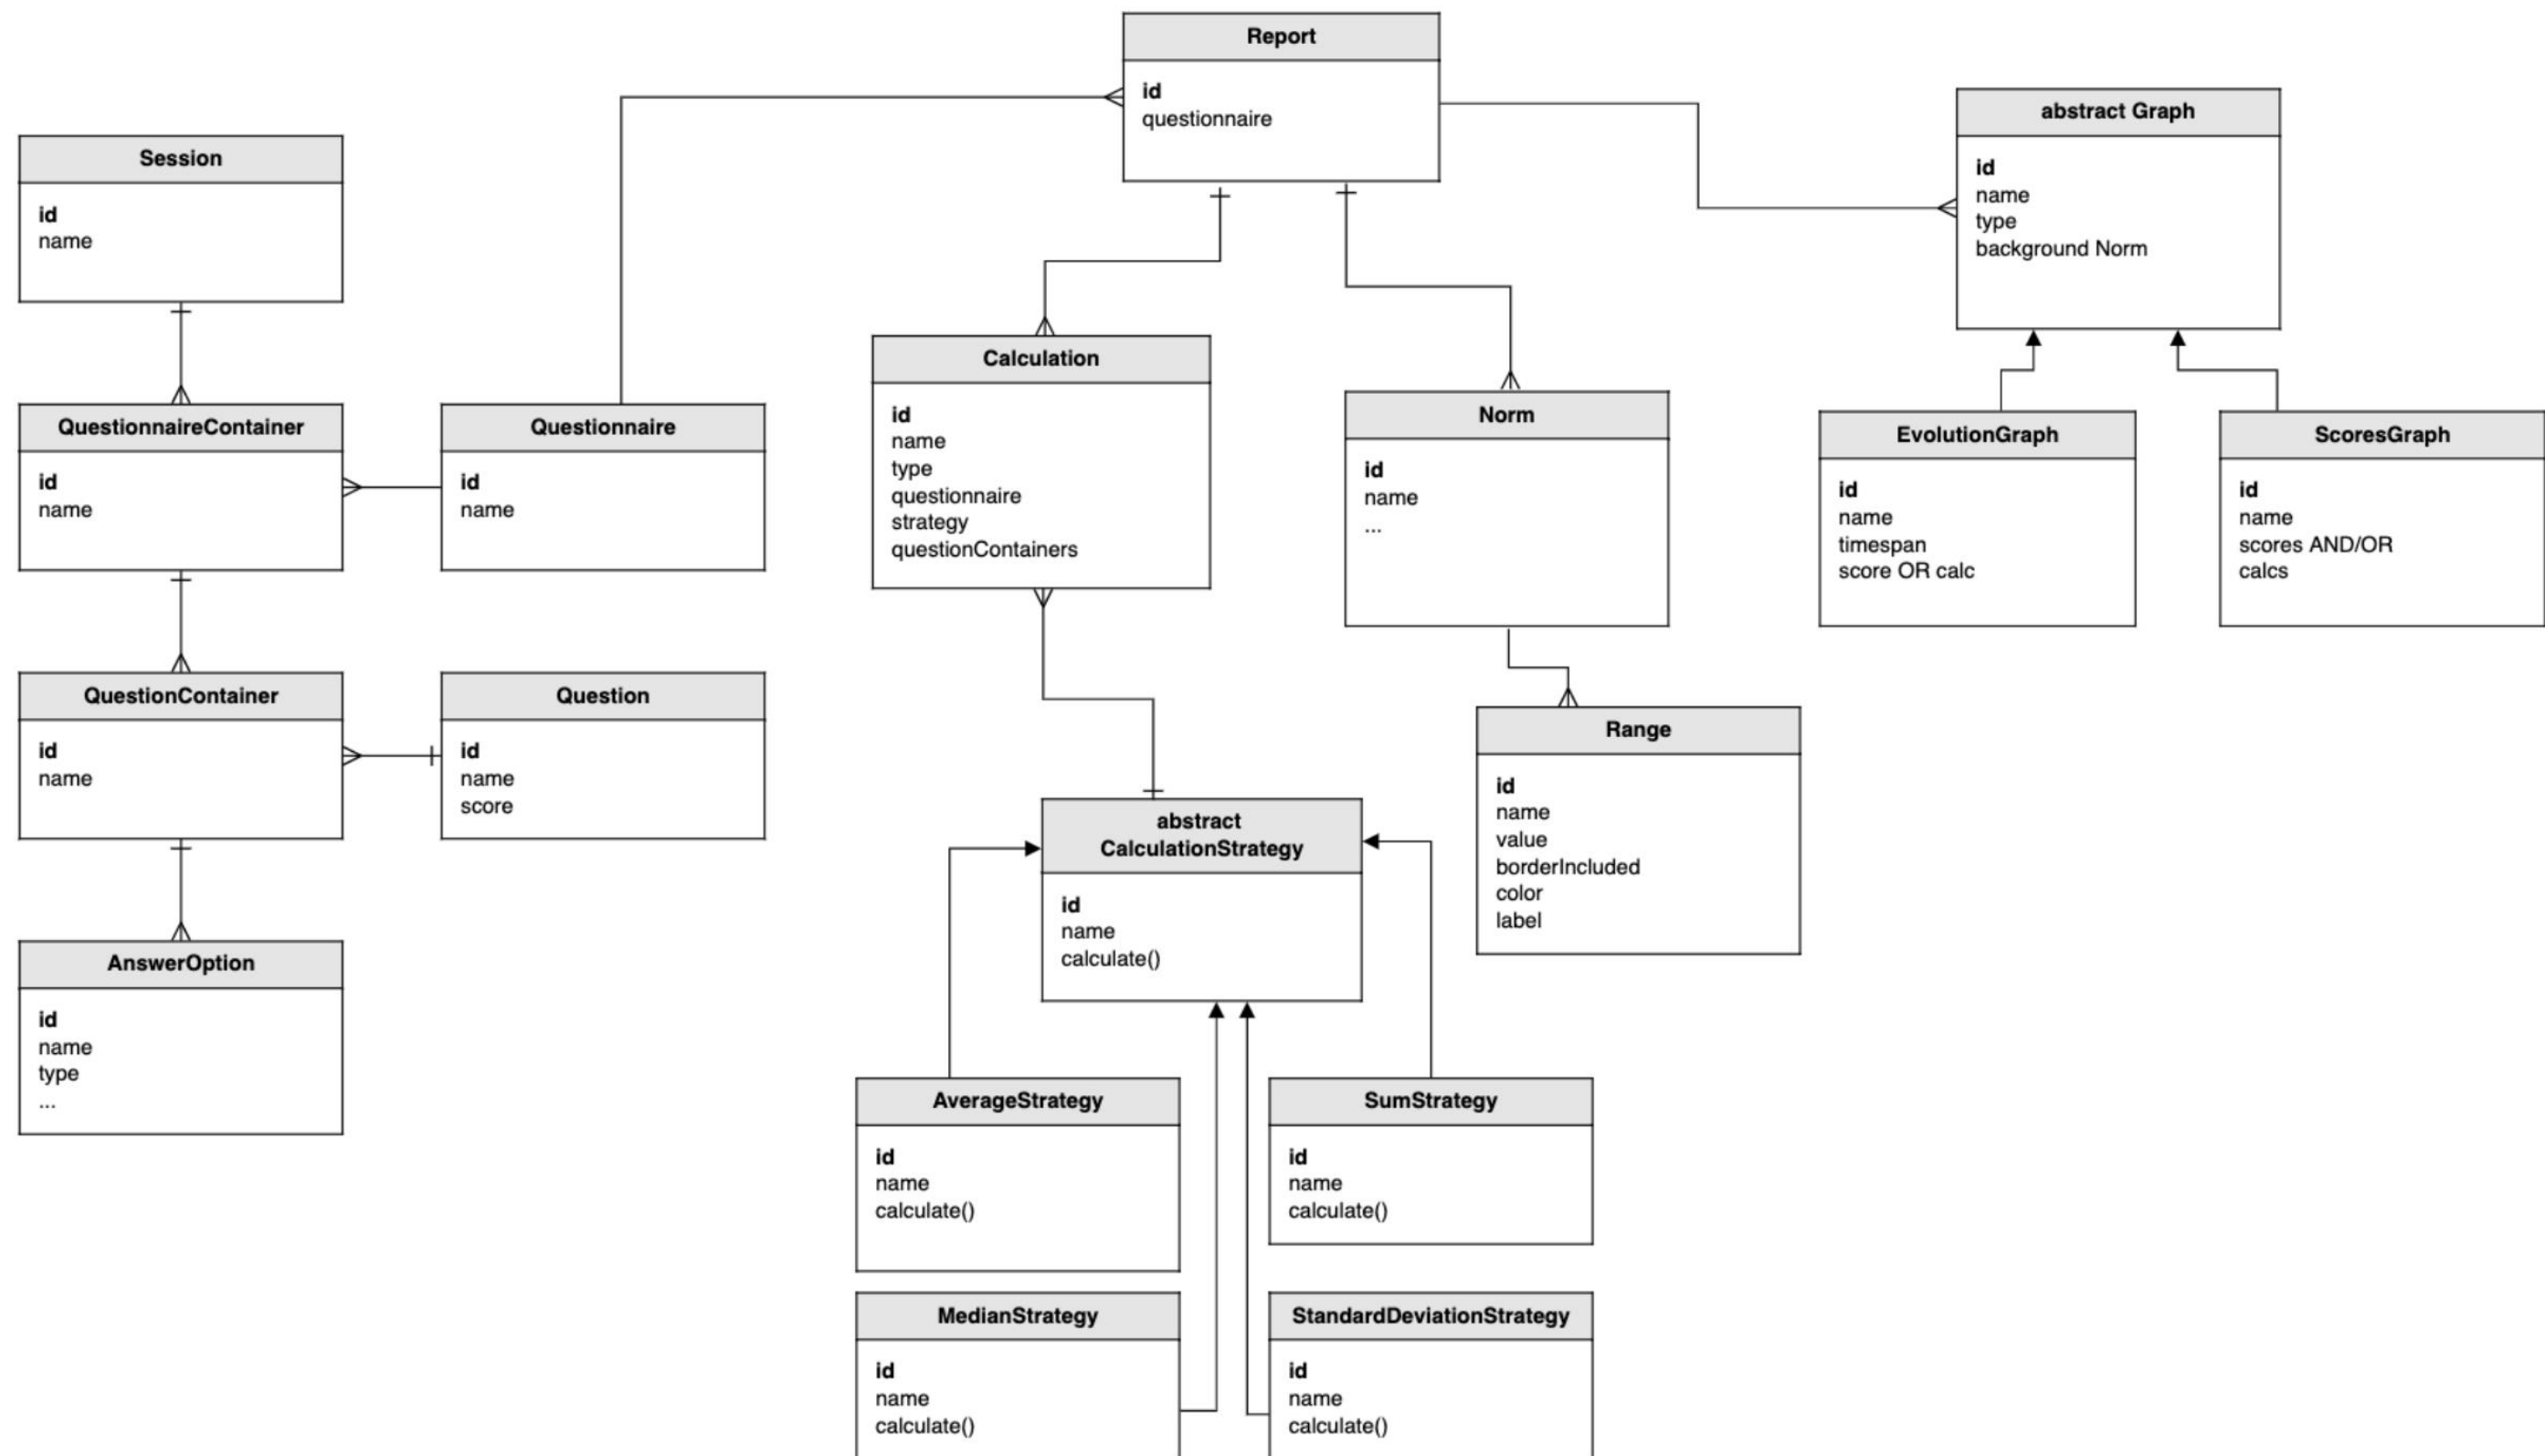 Report
id
questionnaire
abstract Graph
id
name
type
background Norm
Session
id
name
Calculation
id
name
type
questionnaire
strategy
questionContainers
Norm
id
name
...
QuestionnaireContainer
id
name
Questionnaire
id
name
EvolutionGraph
id
name
timespan
score OR calc
ScoresGraph
id
name
scores AND/OR
calcs
QuestionContainer
id
name
Question
id
name
score
Range
id
name
value
borderIncluded
color
label
abstract
CalculationStrategy
id
name
calculate()
AnswerOption
id
name
type
...
AverageStrategy
id
name
calculate()
SumStrategy
id
name
calculate()
MedianStrategy
id
name
calculate()
StandardDeviationStrategy
id
name
calculate()